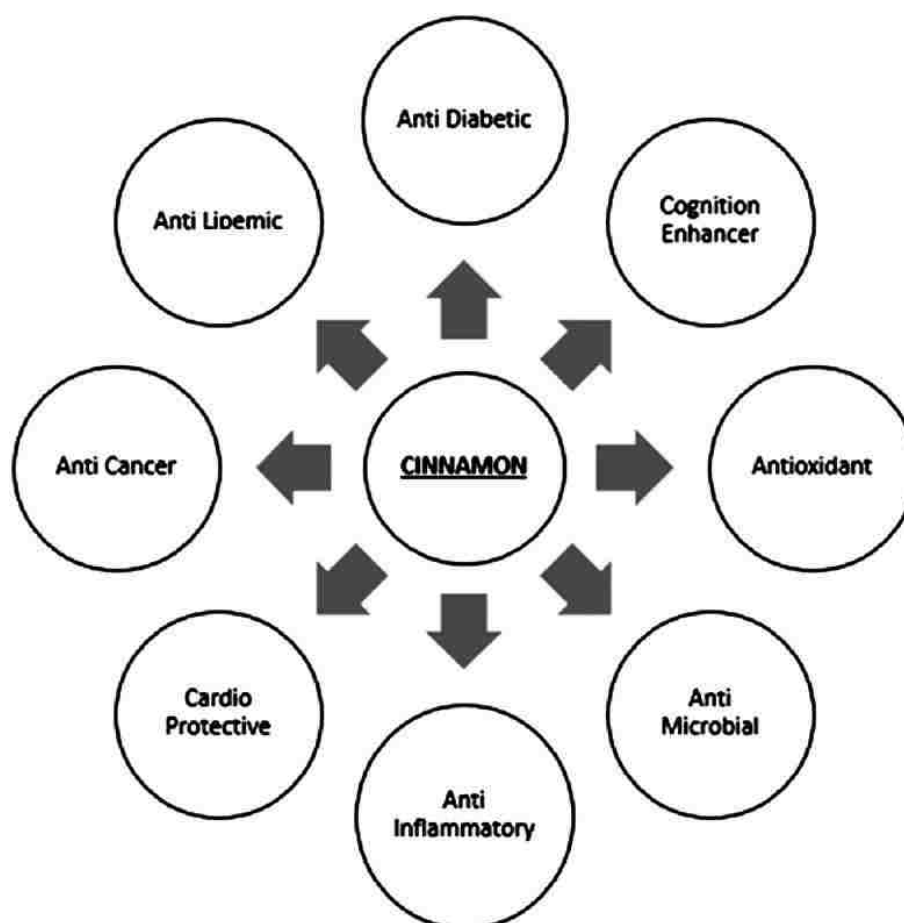 Anti Diabetic
Cognition
Enhancer
Antioxidant
Anti
Microbial
Anti
Inflammatory
Cardio
Protective
Anti Cancer
Anti Lipemic
CINNAMON